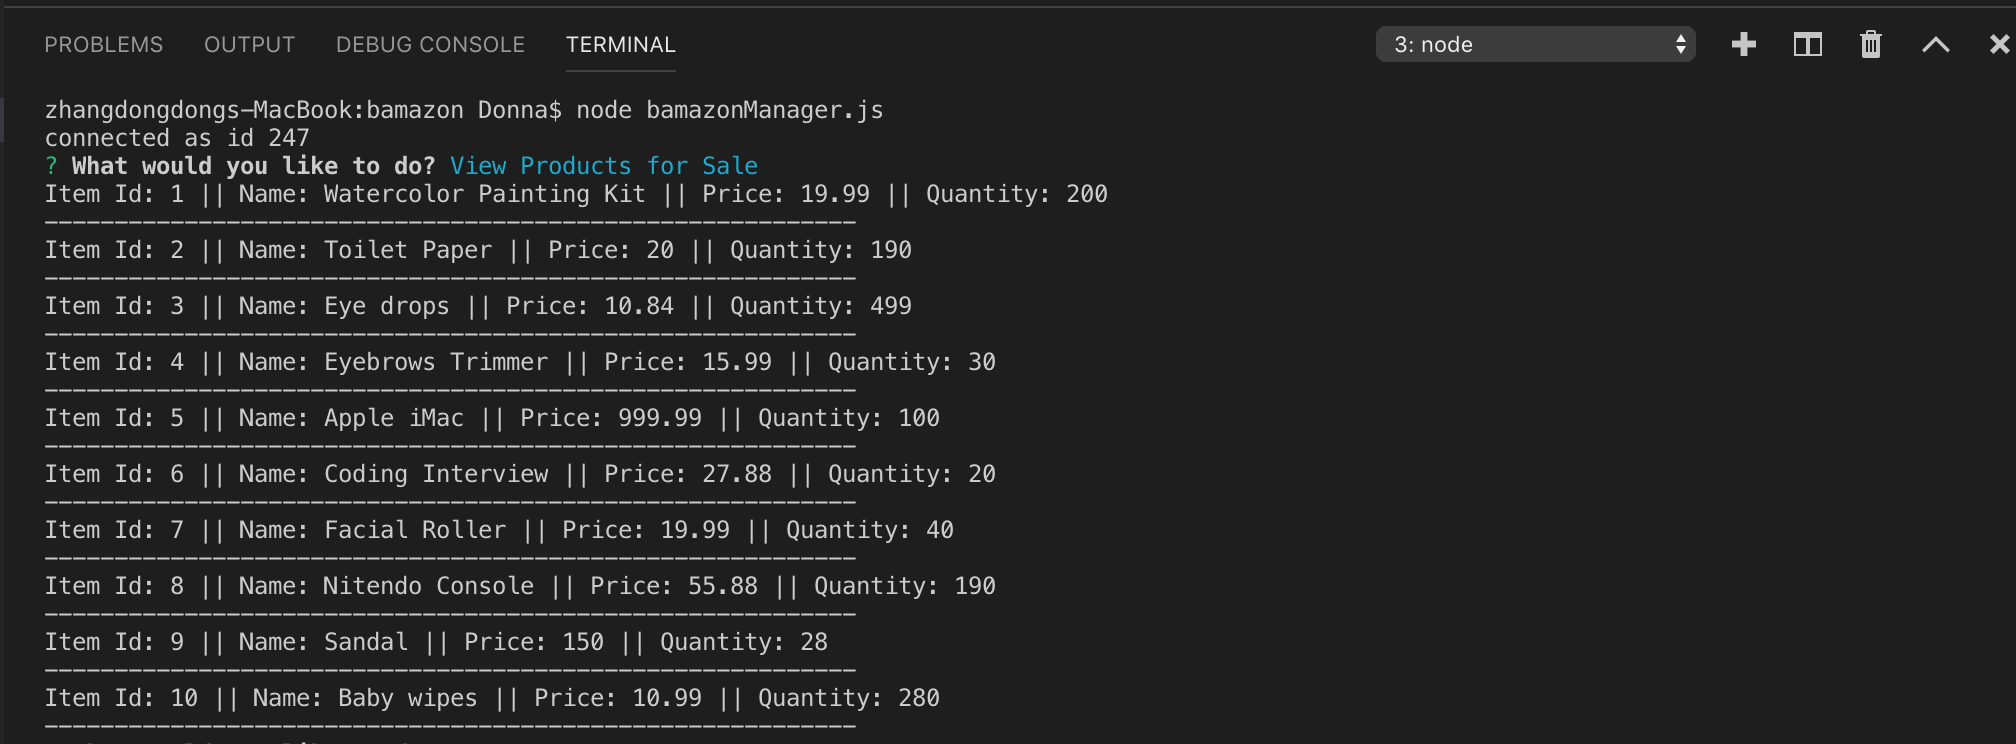 PROBLEMS OUTPUT DEBUG CONSOLE TERMINAL 3: node
zhangdongdongs-MacBook:bamazon Donna$ node bamazonManager.js
connected as id 247
? What would you like to do? View Products for Sale
Item Id: 1 || Name: Watercolor Painting Kit || Price: 19.99 || Quantity: 200
----------------------------------------------------------
Item Id: 2 || Name: Toilet Paper || Price: 20 || Quantity: 190
----------------------------------------------------------
Item Id: 3 || Name: Eye drops || Price: 10.84 || Quantity: 499
----------------------------------------------------------
Item Id: 4 || Name: Eyebrows Trimmer || Price: 15.99 || Quantity: 30
----------------------------------------------------------
Item Id: 5 || Name: Apple iMac || Price: 999.99 || Quantity: 100
----------------------------------------------------------
Item Id: 6 || Name: Coding Interview || Price: 27.88 || Quantity: 20
----------------------------------------------------------
Item Id: 7 || Name: Facial Roller || Price: 19.99 || Quantity: 40
----------------------------------------------------------
Item Id: 8 || Name: Nitendo Console || Price: 55.88 || Quantity: 190
----------------------------------------------------------
Item Id: 9 || Name: Sandal || Price: 150 || Quantity: 28
----------------------------------------------------------
Item Id: 10 || Name: Baby wipes || Price: 10.99 || Quantity: 280
----------------------------------------------------------